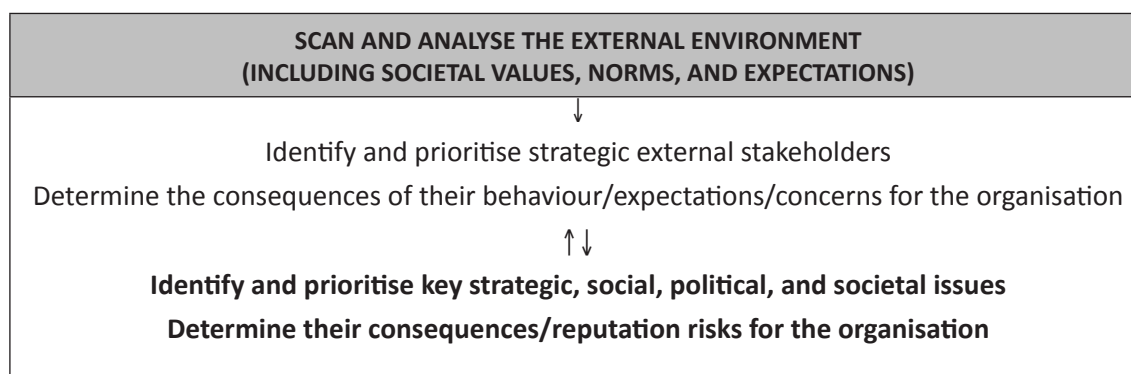 SCAN AND ANALYSE THE EXTERNAL ENVIRONMENT
(INCLUDING SOCIETAL VALUES, NORMS, AND EXPECTATIONS)
↓
Identify and prioritise strategic external stakeholders
Determine the consequences of their behaviour/expectations/concerns for the organisation
↑↓
Identify and prioritise key strategic, social, political, and societal issues
Determine their consequences/reputation risks for the organisation